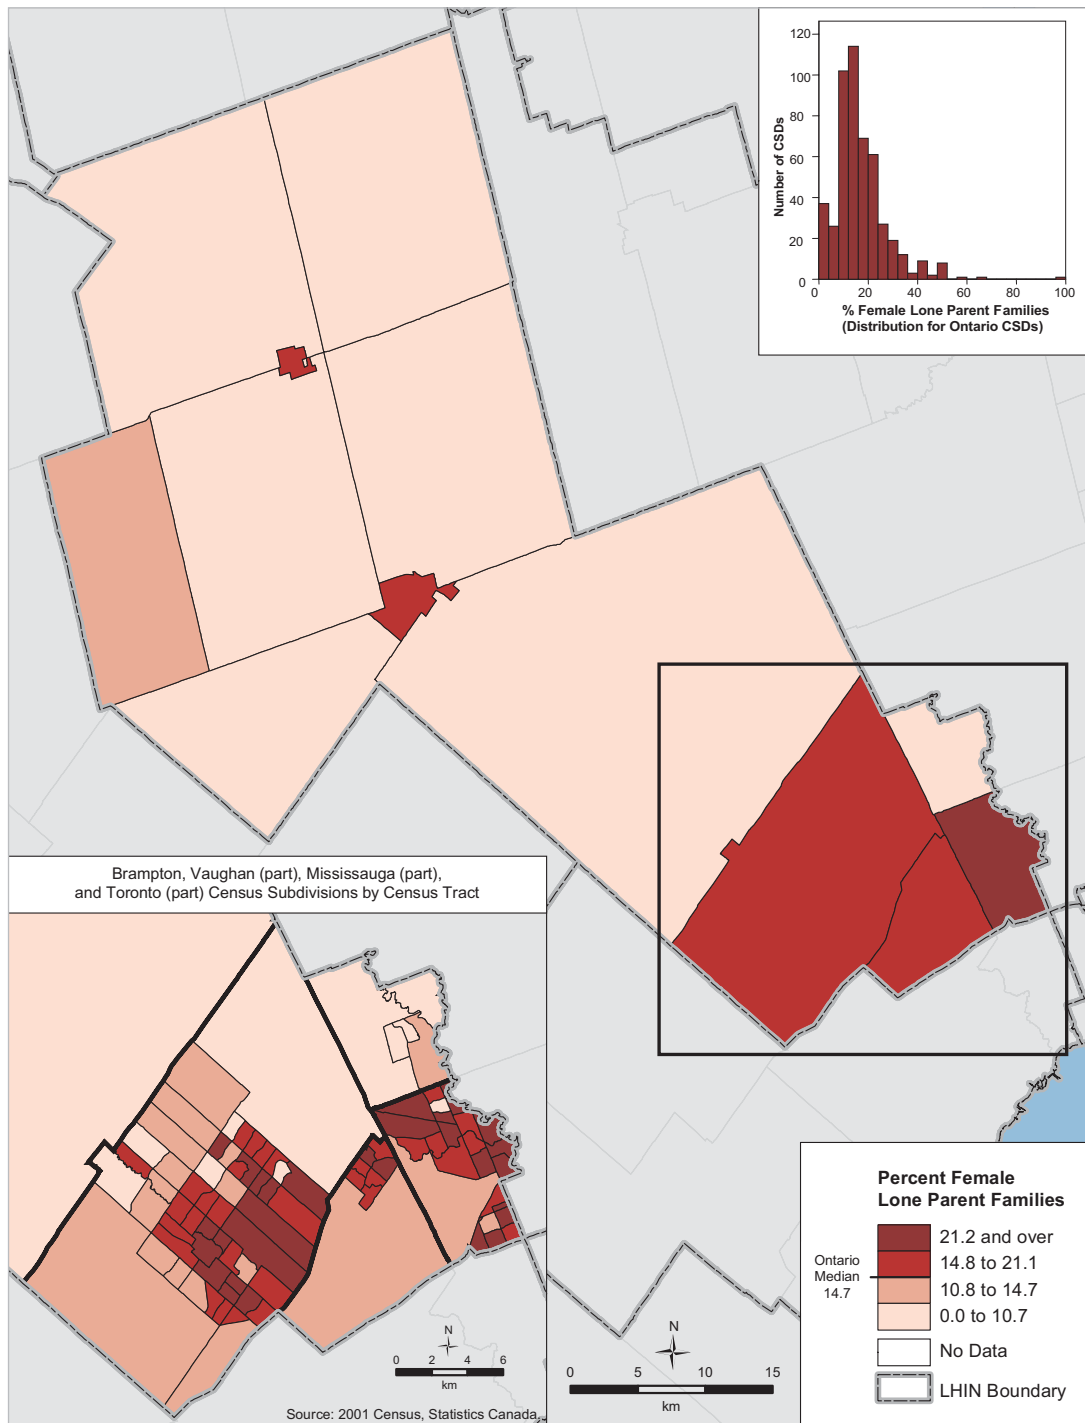 120
100
80
60
40
20
0
Number of CSDs
0 20 40 60 80 100
% Female Lone Parent Families
(Distribution for Ontario CSDs)
Brampton, Vaughan (part), Mississauga (part),
and Toronto (part) Census Subdivisions by Census Tract
N
0 2 4 6
km
Source: 2001 Census, Statistics Canada
N
0 5 10 15
km
Percent Female
Lone Parent Families
21.2 and over
14.8 to 21.1
Ontario
Median
14.7
10.8 to 14.7
0.0 to 10.7
No Data
LHIN Boundary